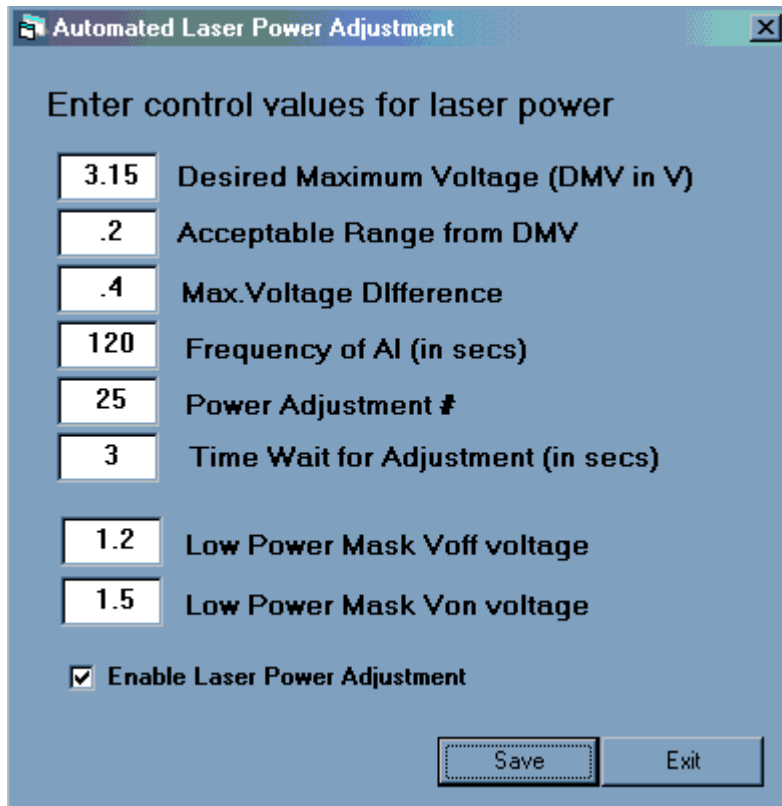 Automated Laser Power Adjustment
Enter control values for laser power
3.15 Desired Maximum Voltage (DMV in V)
.2 Acceptable Range from DMV
.4 Max.Voltage DIfference
120 Frequency of AI (in secs)
25 Power Adjustment #
3 Time Wait for Adjustment (in secs)
1.2 Low Power Mask Voff voltage
1.5 Low Power Mask Von voltage
Enable Laser Power Adjustment
Save Exit